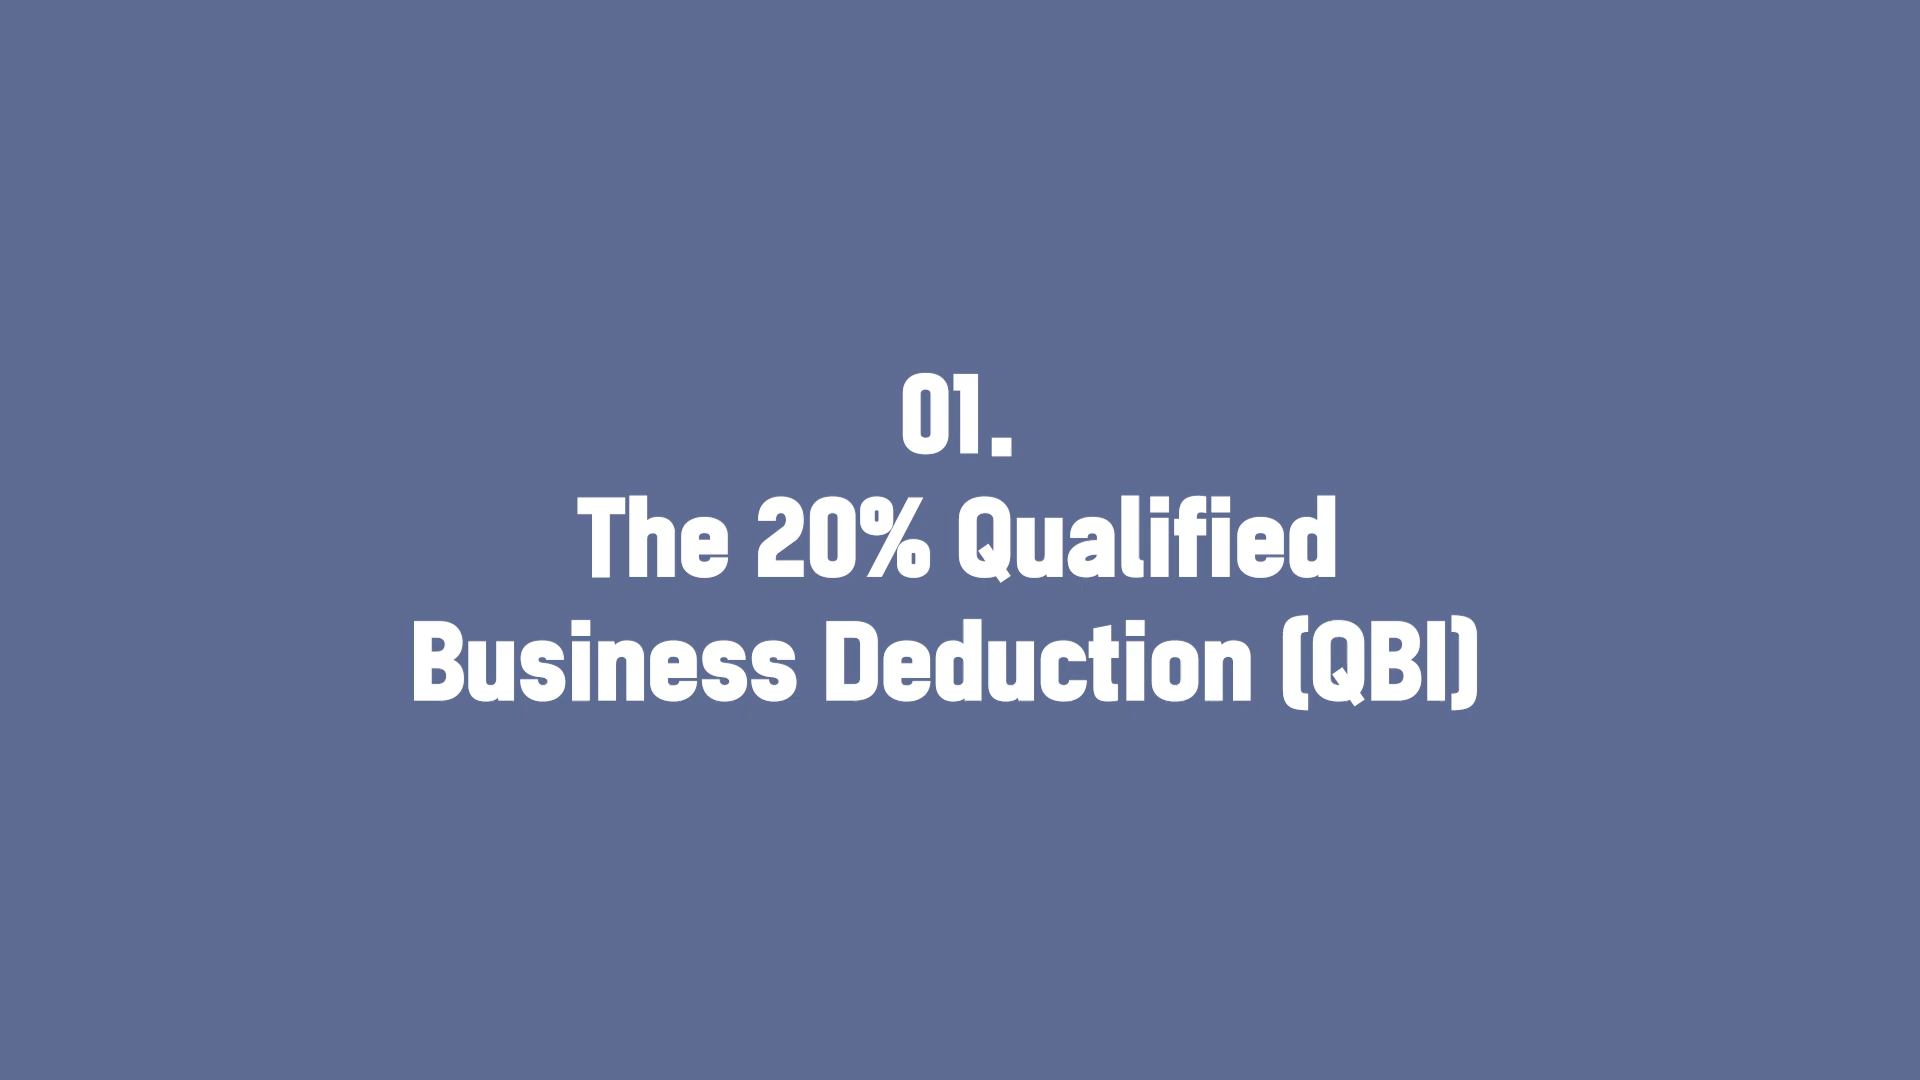 01.
The 20% Qualified
Business Deduction (QBI)